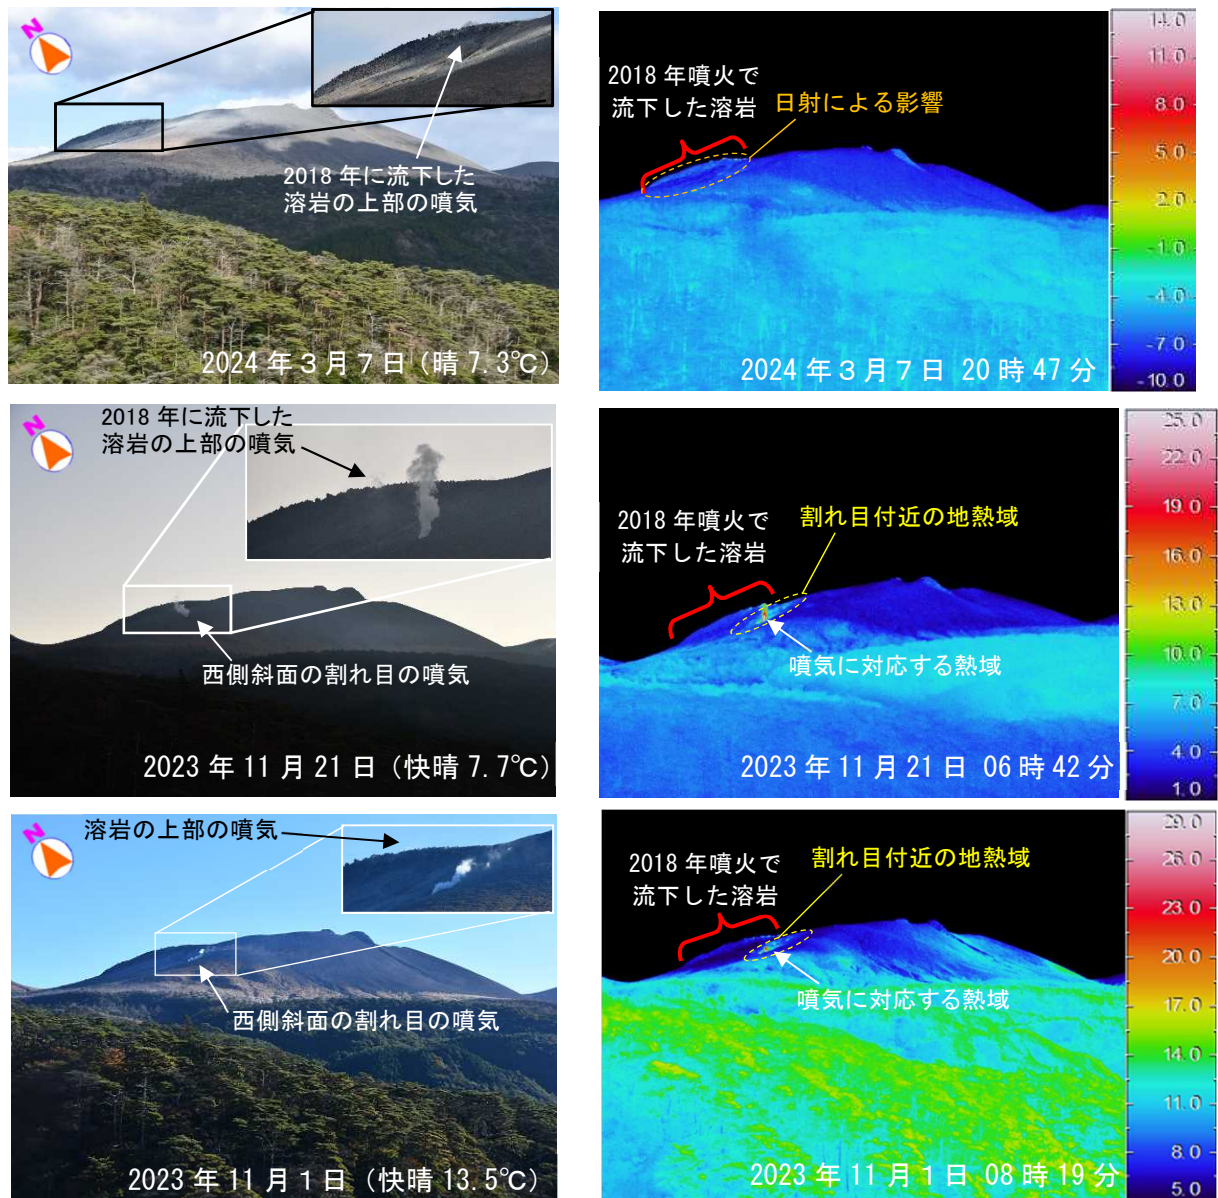 N
2018 年に流下した
溶岩の上部の噴気
2024 年 3 月 7 日 (晴 7.3℃)
2018 年噴火で
流下した溶岩
日射による影響
2024 年 3 月 7 日 20 時 47 分
14.0
11.0
8.0
5.0
2.0
-1.0
-4.0
-7.0
-10.0
N
2018 年に流下した
溶岩の上部の噴気
西側斜面の割れ目の噴気
2023 年 11 月 21 日 (快晴 7.7℃)
2018 年噴火で
流下した溶岩
割れ目付近の地熱域
噴気に対応する熱域
2023 年 11 月 21 日 06 時 42 分
25.0
22.0
19.0
16.0
13.0
10.0
7.0
4.0
1.0
N
溶岩の上部の噴気
西側斜面の割れ目の噴気
2023 年 11 月 1 日 (快晴 13.5℃)
2018 年噴火で
流下した溶岩
割れ目付近の地熱域
噴気に対応する熱域
2023 年 11 月 1 日 08 時 19 分
29.0
26.0
23.0
20.0
17.0
14.0
11.0
8.0
5.0